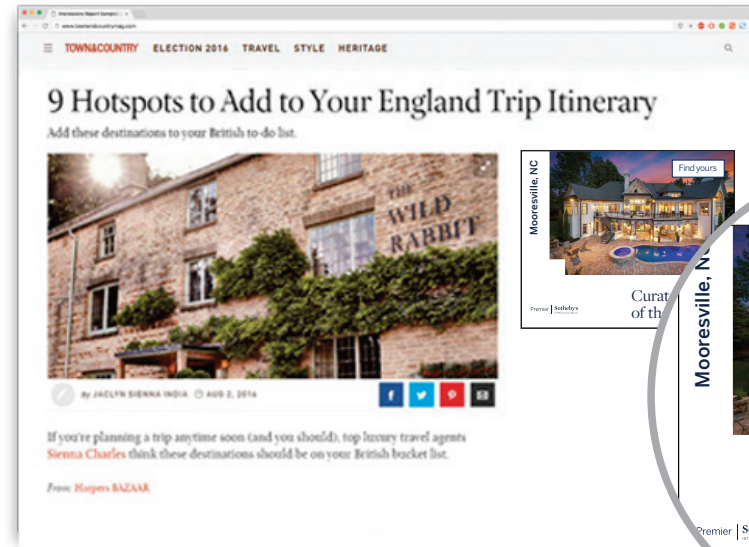 www.townandcountrymag.com
TOWN&COUNTRY ELECTION 2016 TRAVEL STYLE HERITAGE
9 Hotspots to Add to Your England Trip Itinerary
Add these destinations to your British to-do list.
THE
WILD
RABBIT
By JACLYN SIENNA INDIA AUG 2, 2016
If you're planning a trip anytime soon (and you should), top luxury travel agents
Sienna Charles think these destinations should be on your British bucket list.
From: Harpers BAZAAR
Mooresville, NC
Find yours
Curat
of th
Premier | Sotheby's
Mooresville, N
Premier | S